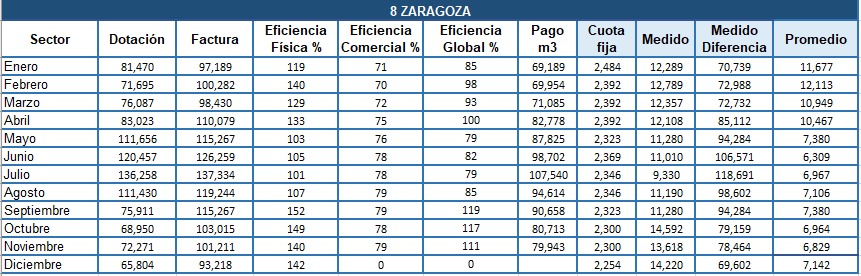 8 ZARAGOZA
Sector Dotación Factura Eficiencia Física % Eficiencia Comercial % Eficiencia Global % Pago m3 Cuota fija Medido Medido Diferencia Promedio
Enero 81,470 97,189 119 71 85 69,189 2,484 12,289 70,739 11,677
Febrero 71,695 100,282 140 70 98 69,954 2,392 12,789 72,988 12,113
Marzo 76,087 98,430 129 72 93 71,085 2,392 12,357 72,732 10,949
Abril 83,023 110,079 133 75 100 82,778 2,392 12,108 85,112 10,467
Mayo 111,656 115,267 103 76 79 87,825 2,323 11,280 94,284 7,380
Junio 120,457 126,259 105 78 82 98,702 2,369 11,010 106,571 6,309
Julio 136,258 137,334 101 78 79 107,540 2,346 9,330 118,691 6,967
Agosto 111,430 119,244 107 79 85 94,614 2,346 11,190 98,602 7,106
Septiembre 75,911 115,267 152 79 119 90,658 2,323 11,280 94,284 7,380
Octubre 68,950 103,015 149 78 117 80,713 2,300 14,592 79,159 6,964
Noviembre 72,271 101,211 140 79 111 79,943 2,300 13,618 78,464 6,829
Diciembre 65,804 93,218 142 0 0 2,254 14,220 69,602 7,142